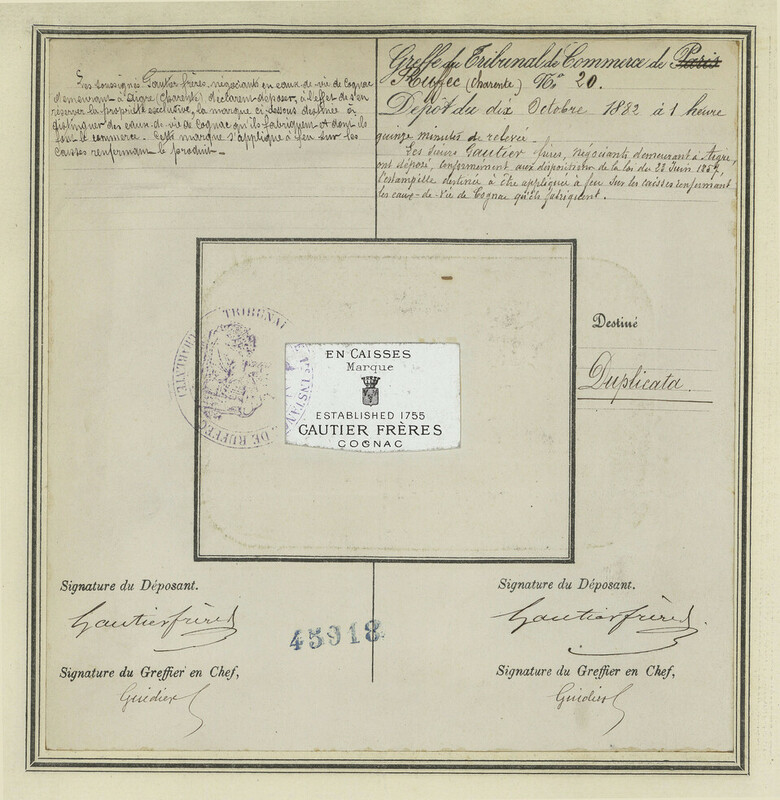 Les soussignés Gautier frères, négociants en eaux-de-vie de Cognac
demeurant à Aigre (Charente) déclarent déposer, à l'effet de s'en
réserver la propriété exclusive, la marque ci-dessous destinée à
distinguer des eaux-de-vie de Cognac qu'ils fabriquent et dont ils
font le commerce. Cette marque s'applique à feu sur les
caisses renfermant le produit.
Greffe du Tribunal de Commerce de Paris
Ruffec (Charente) No 20.
Dépôt du dix Octobre 1882 à 1 heure
quinze minutes de relevée.
Les sieurs Gautier frères, négociants demeurant à Aigre,
ont déposé, conformément aux dispositions de la loi du 23 Juin 1857,
l'estampille destinée à être appliquée à feu sur les caisses renfermant
les eaux-de-vie de Cognac qu'ils fabriquent.
TRIBUNAL
DE RUFFEC
(CHARENTE)
INSTAN
EN CAISSES
Marque
ESTABLISHED 1755
GAUTIER FRÈRES
COGNAC
Destiné
Duplicata.
Signature du Déposant.
Gautier frères
Signature du Greffier en Chef,
Guidier
45918
Signature du Déposant.
Gautier frères
Signature du Greffier en Chef,
Guidier